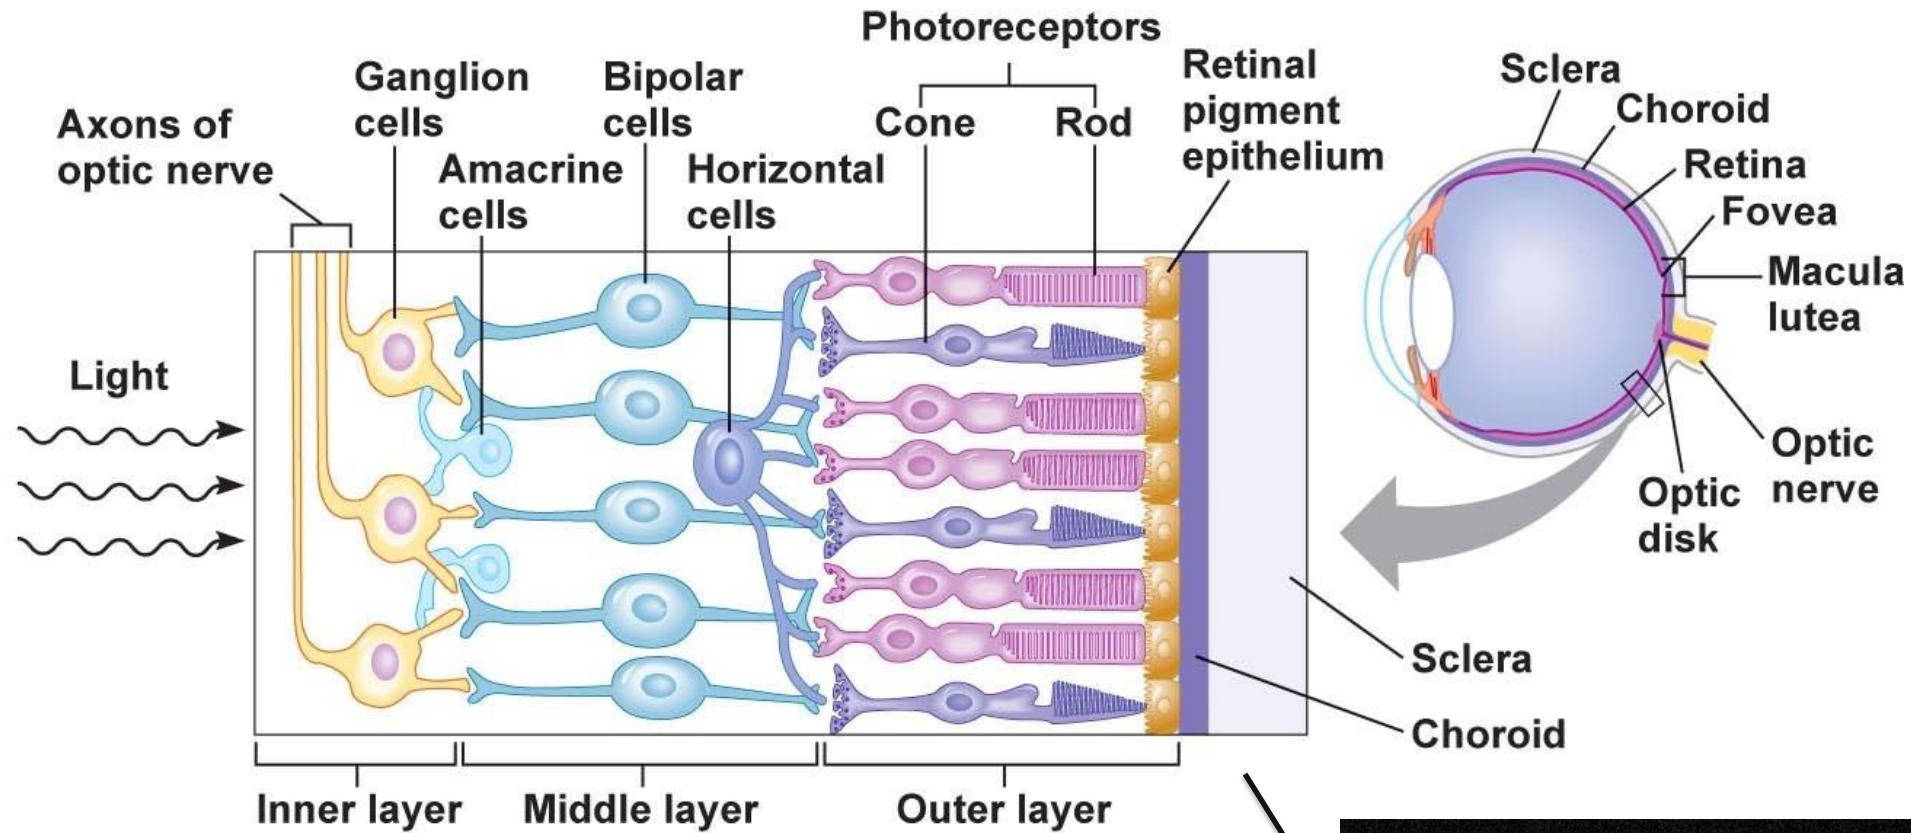 Photoreceptors
Ganglion
cells
Bipolar
cells
Axons of
optic nerve
Amacrine
cells
Horizontal
cells
Cone
Rod
Retinal
pigment
epithelium
Sclera
Choroid
Retina
Fovea
Macula
lutea
Light
Optic
nerve
Optic
disk
Sclera
Choroid
Inner layer
Middle layer
Outer layer